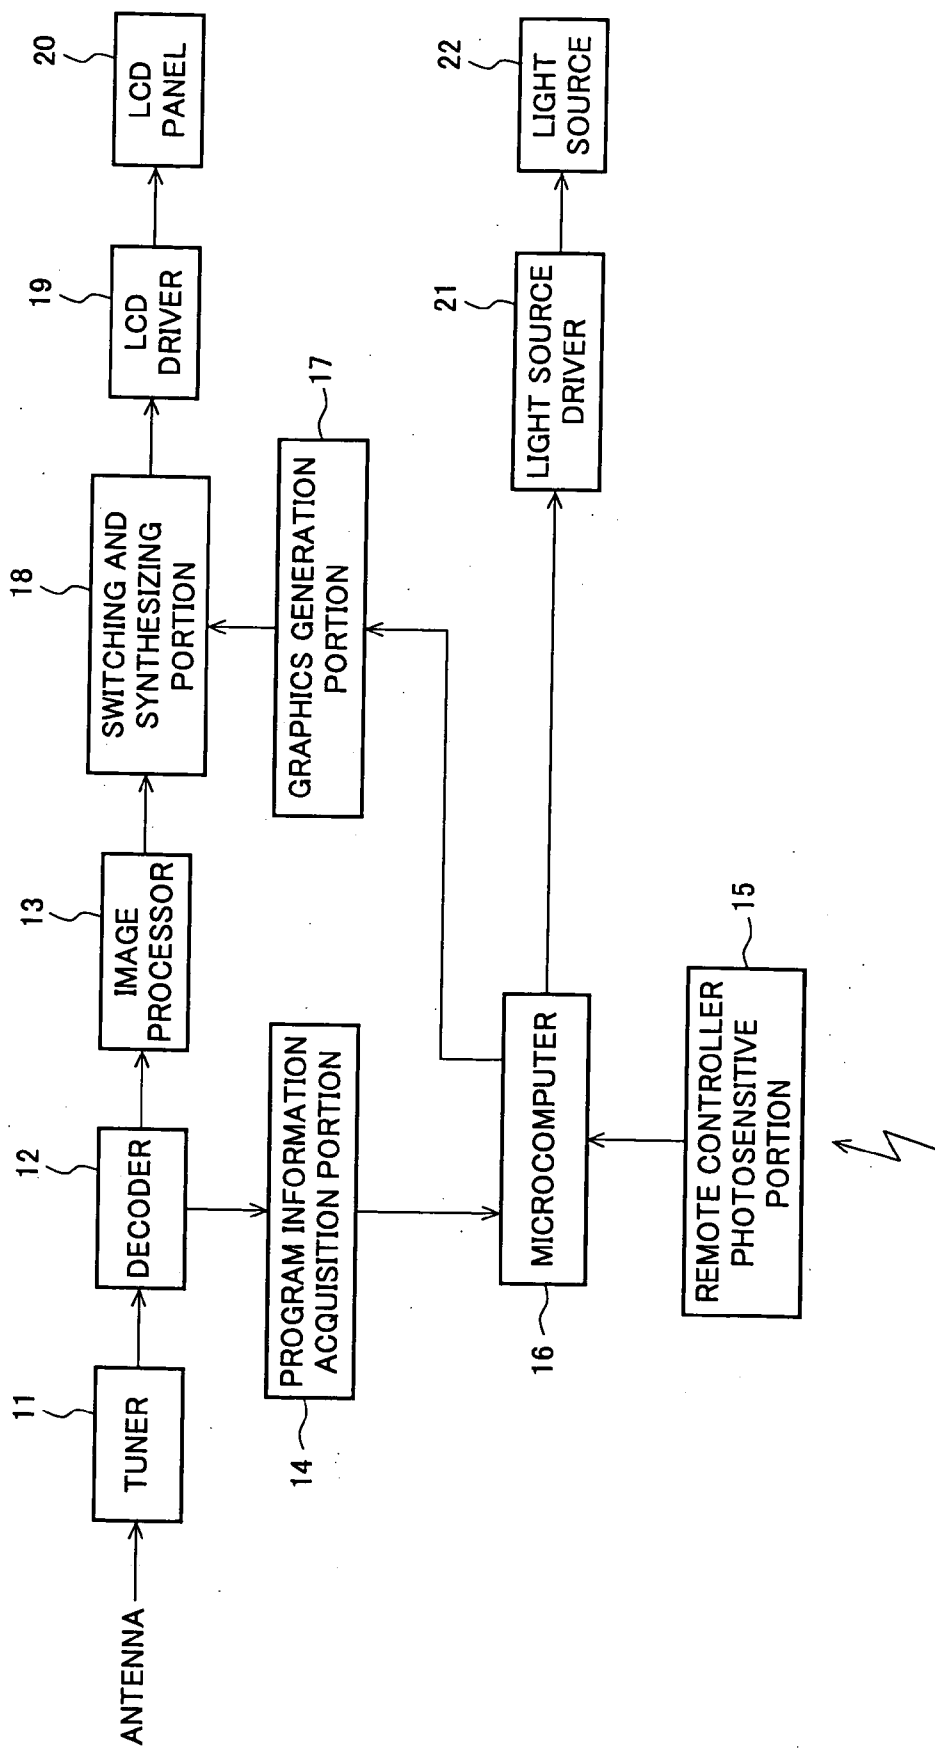 ANTENNA
11
TUNER
12
DECODER
13
IMAGE
PROCESSOR
18
SWITCHING AND
SYNTHESIZING
PORTION
19
LCD
DRIVER
20
LCD
PANEL
14
PROGRAM INFORMATION
ACQUISITION PORTION
17
GRAPHICS GENERATION
PORTION
16
MICROCOMPUTER
21
LIGHT SOURCE
DRIVER
22
LIGHT
SOURCE
15
REMOTE CONTROLLER
PHOTOSENSITIVE
PORTION